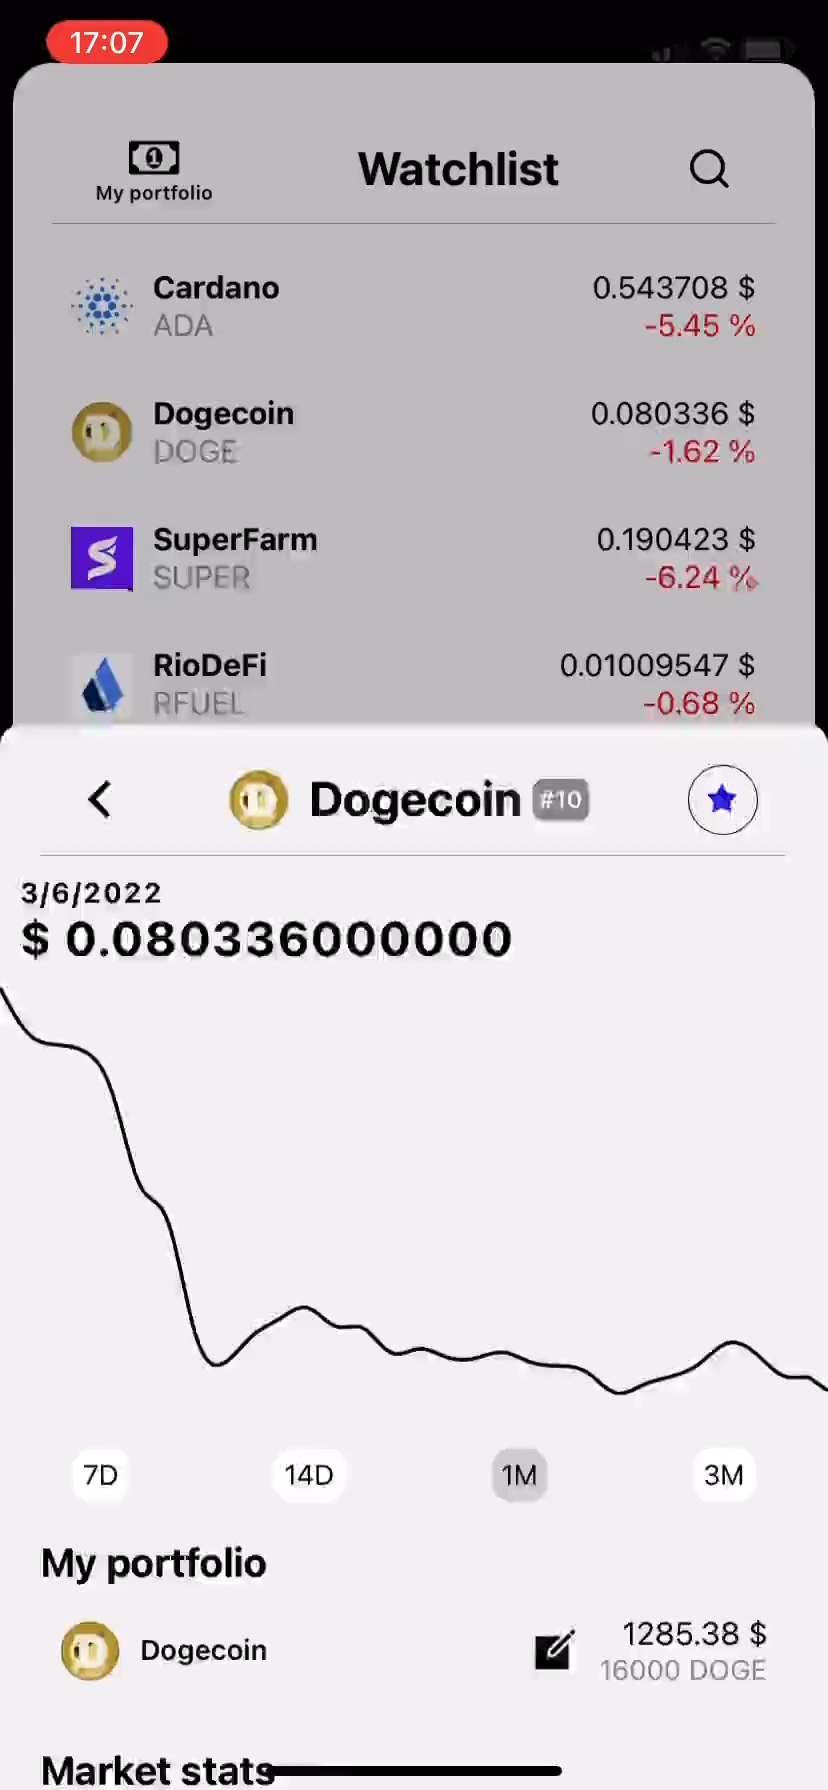 17:07
My portfolio
Watchlist
Cardano
0.543708 $
ADA
-5.45 %
Dogecoin
0.080336 $
DOGE
-1.62 %
SuperFarm
0.190423 $
SUPER
-6.24 %
RioDeFi
0.01009547 $
RFUEL
-0.68 %
Dogecoin #10
3/6/2022
$ 0.080336000000
7D 14D 1M 3M
My portfolio
Dogecoin
1285.38 $
16000 DOGE
Market stats